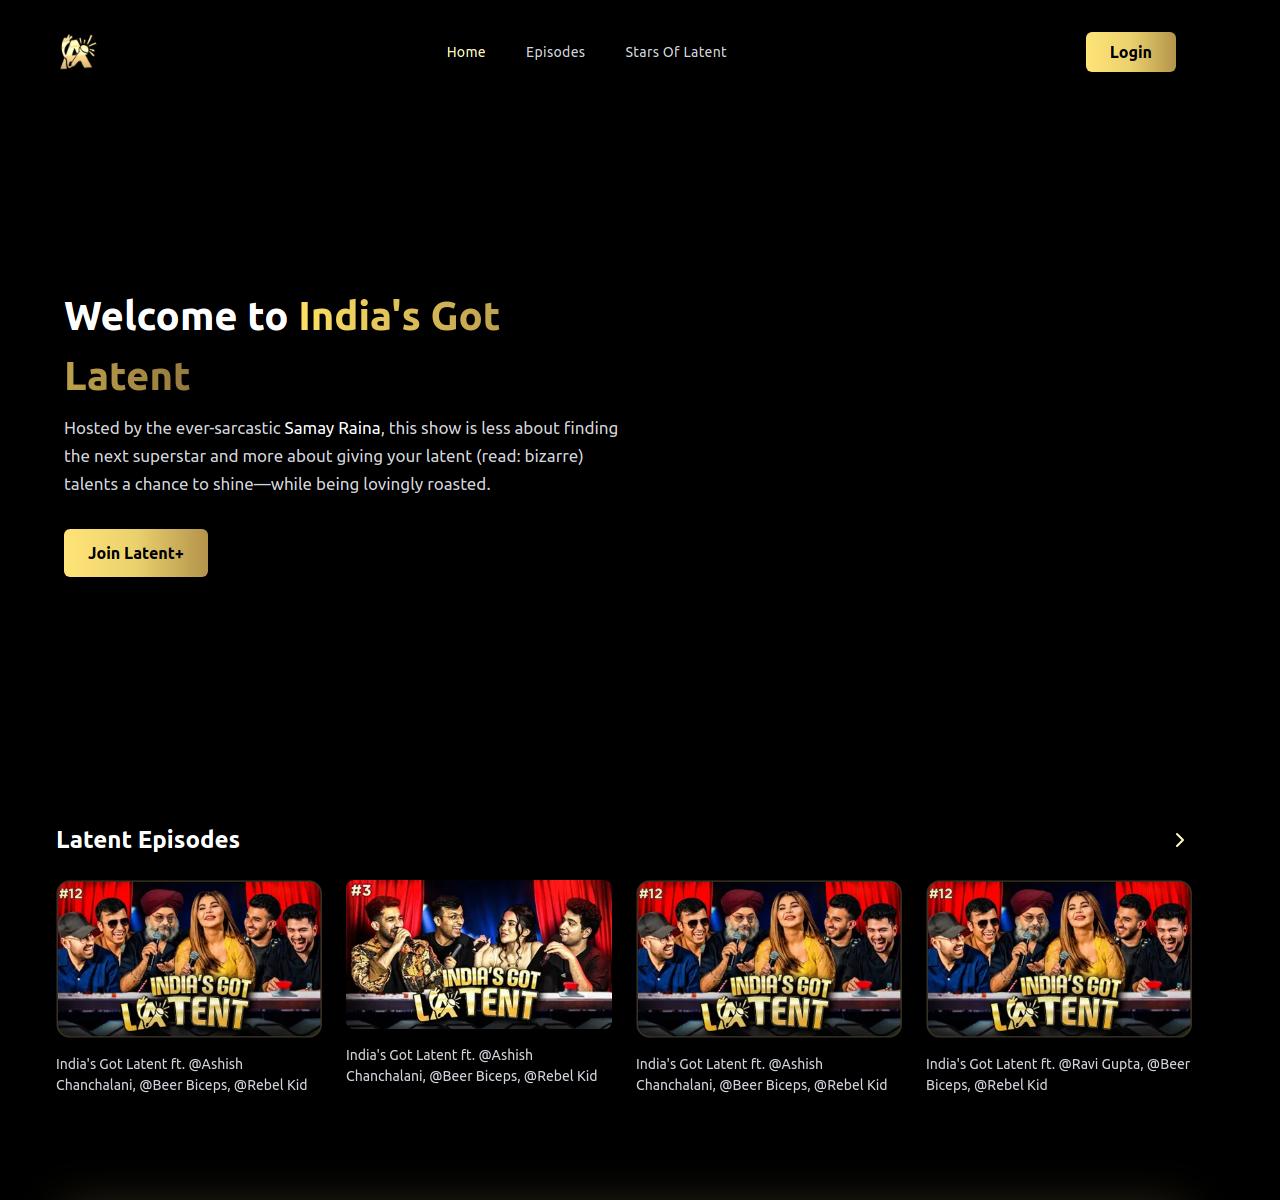 Home Episodes Stars Of Latent Login
Welcome to India's Got
Latent
Hosted by the ever-sarcastic Samay Raina, this show is less about finding
the next superstar and more about giving your latent (read: bizarre)
talents a chance to shine—while being lovingly roasted.
Join Latent+
Latent Episodes
#12
INDIA'S GOT
LATENT
India's Got Latent ft. @Ashish
Chanchalani, @Beer Biceps, @Rebel Kid
#3
INDIA'S GOT
LATENT
India's Got Latent ft. @Ashish
Chanchalani, @Beer Biceps, @Rebel Kid
#12
INDIA'S GOT
LATENT
India's Got Latent ft. @Ashish
Chanchalani, @Beer Biceps, @Rebel Kid
#12
INDIA'S GOT
LATENT
India's Got Latent ft. @Ravi Gupta, @Beer
Biceps, @Rebel Kid